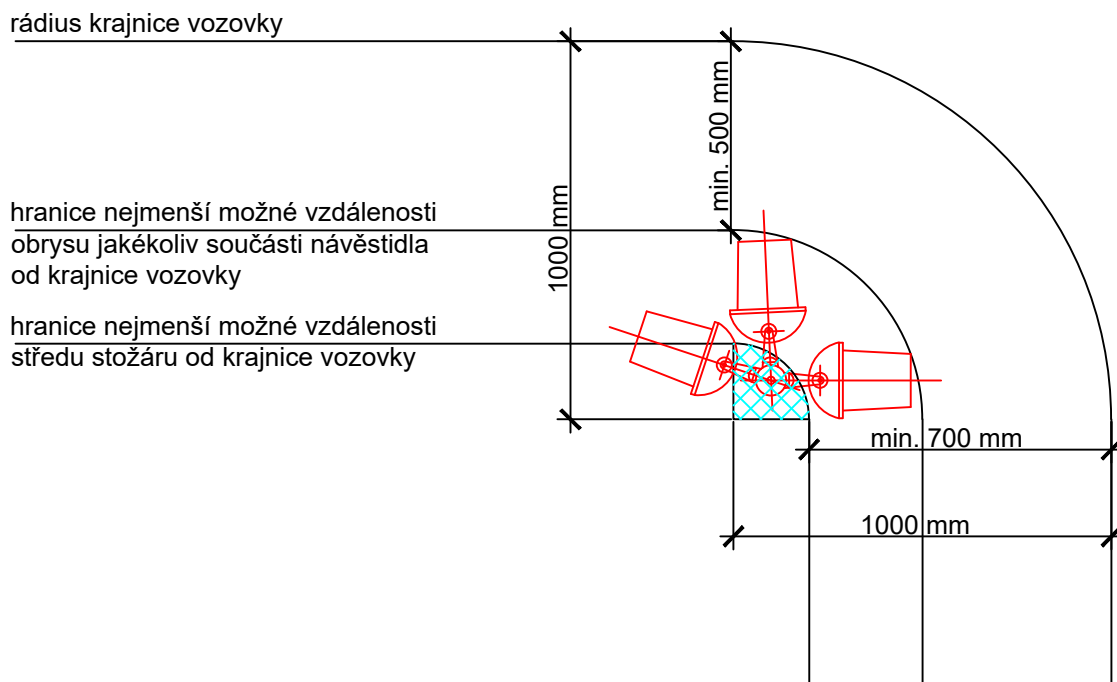 rádius krajnice vozovky
min. 500 mm
1000 mm
hranice nejmenší možné vzdálenosti
obrysu jakékoliv součásti návěstidla
od krajnice vozovky
hranice nejmenší možné vzdálenosti
středu stožáru od krajnice vozovky
min. 700 mm
1000 mm